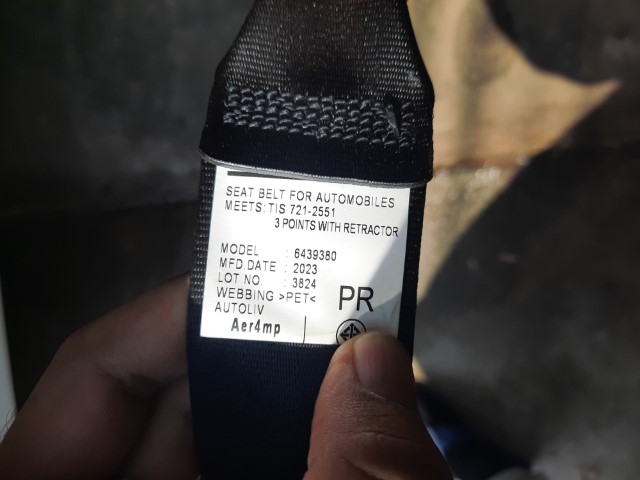 SEAT BELT FOR AUTOMOBILES
MEETS: TIS 721-2551
3 POINTS WITH RETRACTOR
MODEL : 6439380
MFD.DATE : 2023
LOT NO. : 3824
WEBBING >PET<
PR
AUTOLIV
Aer4mp